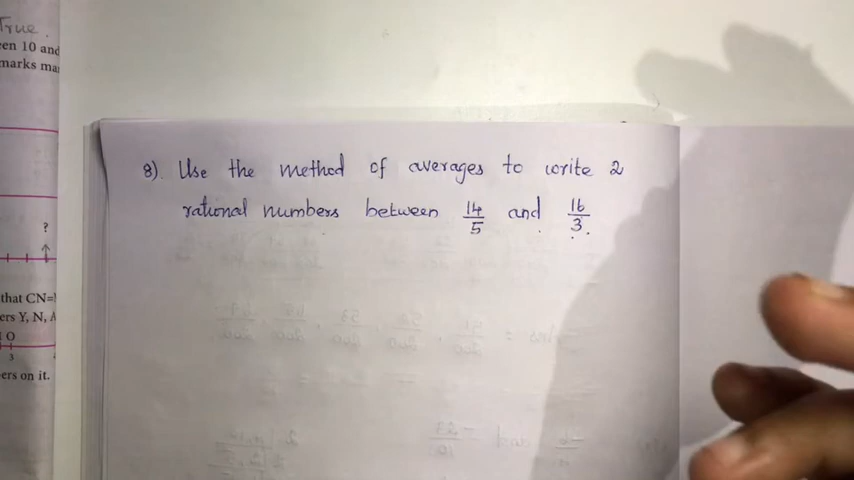 True.
en 10 and
marks ma
?
that CN=
ers Y, N, A
3
ers on it.
8). Use the method of averages to write 2
rational numbers between 14/5 and 16/3.